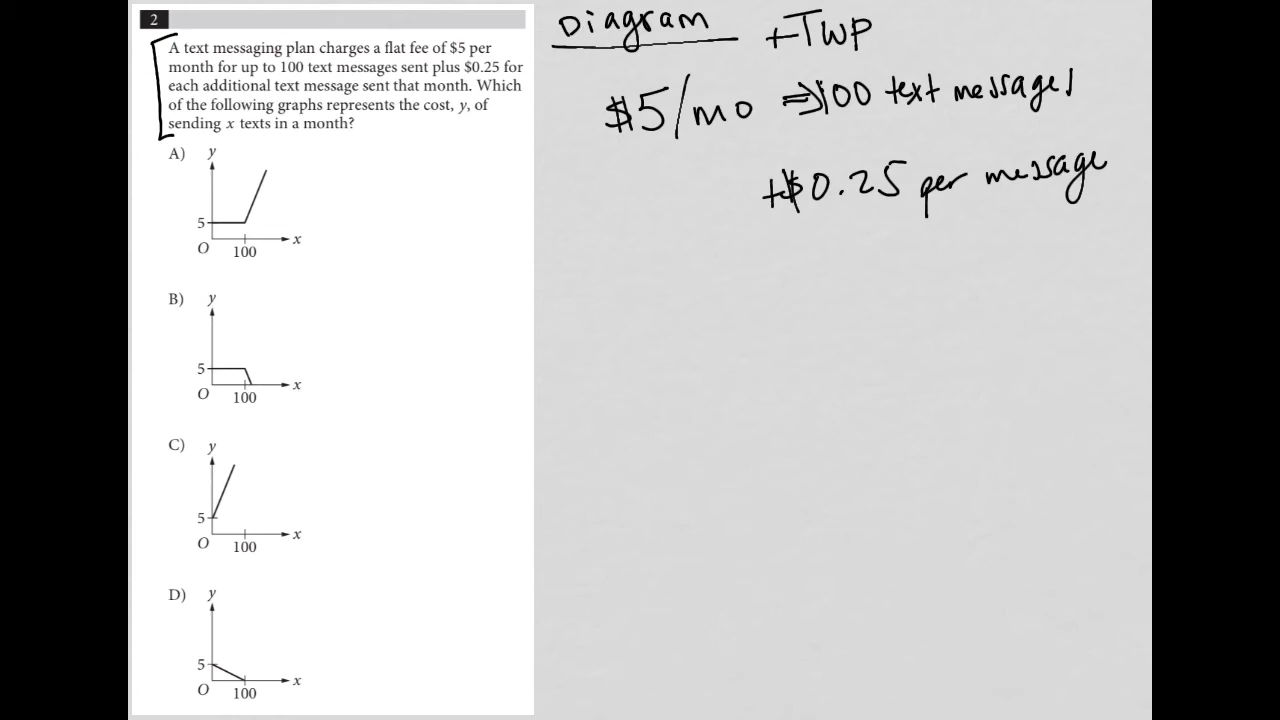 2
A text messaging plan charges a flat fee of $5 per
month for up to 100 text messages sent plus $0.25 for
each additional text message sent that month. Which
of the following graphs represents the cost, y, of
sending x texts in a month?
A) y
5
O 100 x
B) y
5
O 100 x
C) y
5
O 100 x
D) y
5
O 100 x
Diagram + TWP
$5/mo ⇒ 100 text messages
+$0.25 per message